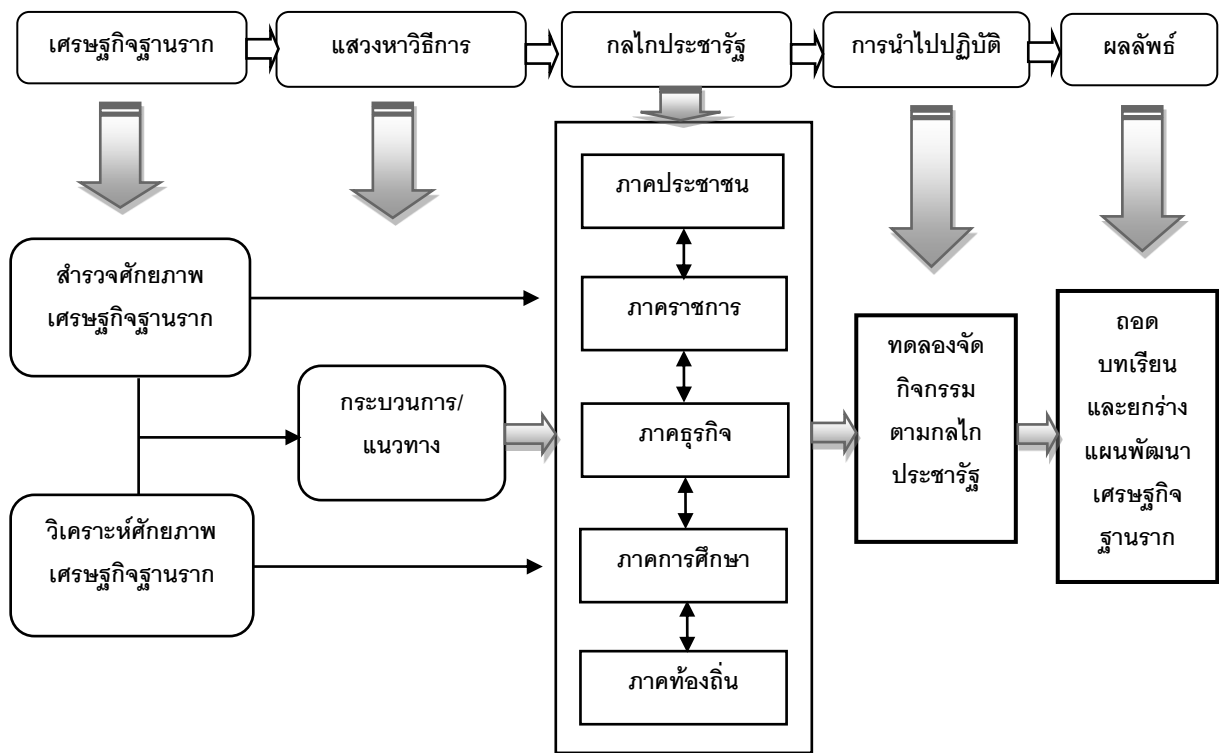 เศรษฐกิจฐานราก
แสวงหาวิธีการ
กลไกประชารัฐ
การนำไปปฏิบัติ
ผลลัพธ์
สำรวจศักยภาพ
เศรษฐกิจฐานราก
วิเคราะห์ศักยภาพ
เศรษฐกิจฐานราก
กระบวนการ/
แนวทาง
ภาคประชาชน
ภาคราชการ
ภาคธุรกิจ
ภาคการศึกษา
ภาคท้องถิ่น
ทดลองจัด
กิจกรรม
ตามกลไก
ประชารัฐ
ถอด
บทเรียน
และยกร่าง
แผนพัฒนา
เศรษฐกิจ
ฐานราก